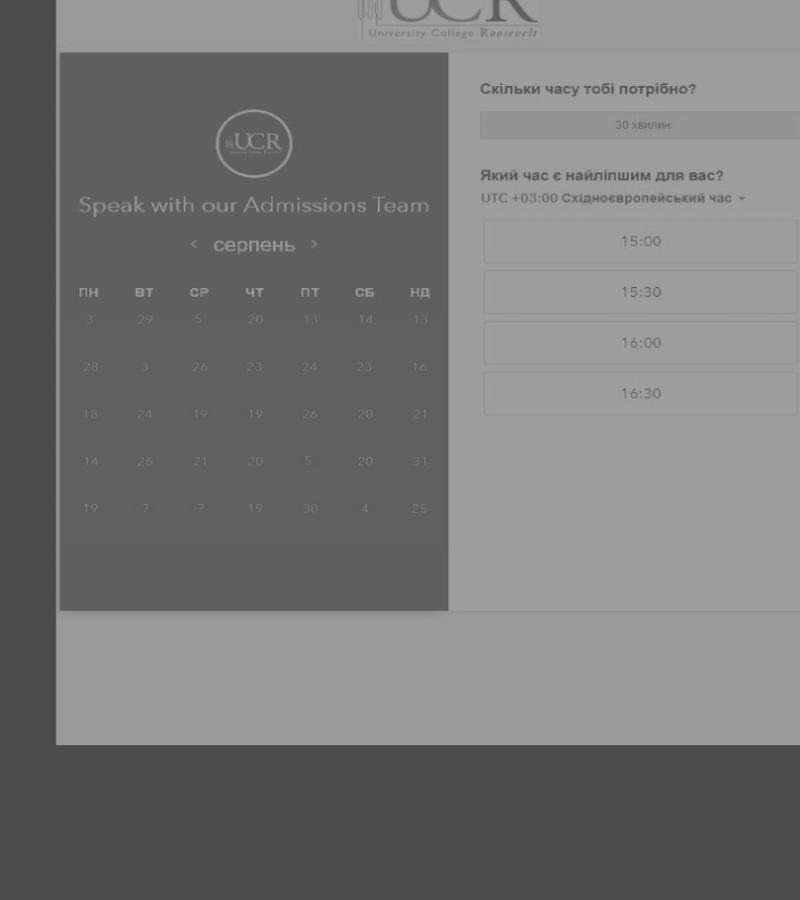 UCR
University College Roosevelt
UCR
Speak with our Admissions Team
< серпень >
ПН ВТ СР ЧТ ПТ СБ НД
3 29 5 20 13 14 13
28 3 26 23 24 23 16
18 24 19 19 26 20 21
14 26 21 20 5 20 31
19 7 7 19 30 4 25
Скільки часу тобі потрібно?
30 хвилин
Який час є найліпшим для вас?
UTC +03:00 Східноєвропейський час
15:00
15:30
16:00
16:30